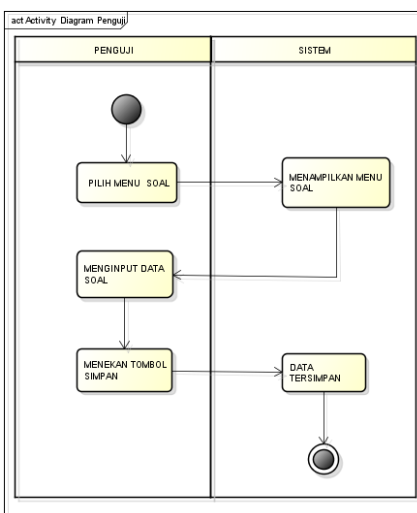 act Activity Diagram Penguji
PENGUJI
SISTEM
PILIH MENU SOAL
MENAMPILKAN MENU
SOAL
MENGINPUT DATA
SOAL
MENEKAN TOMBOL
SIMPAN
DATA
TERSIMPAN